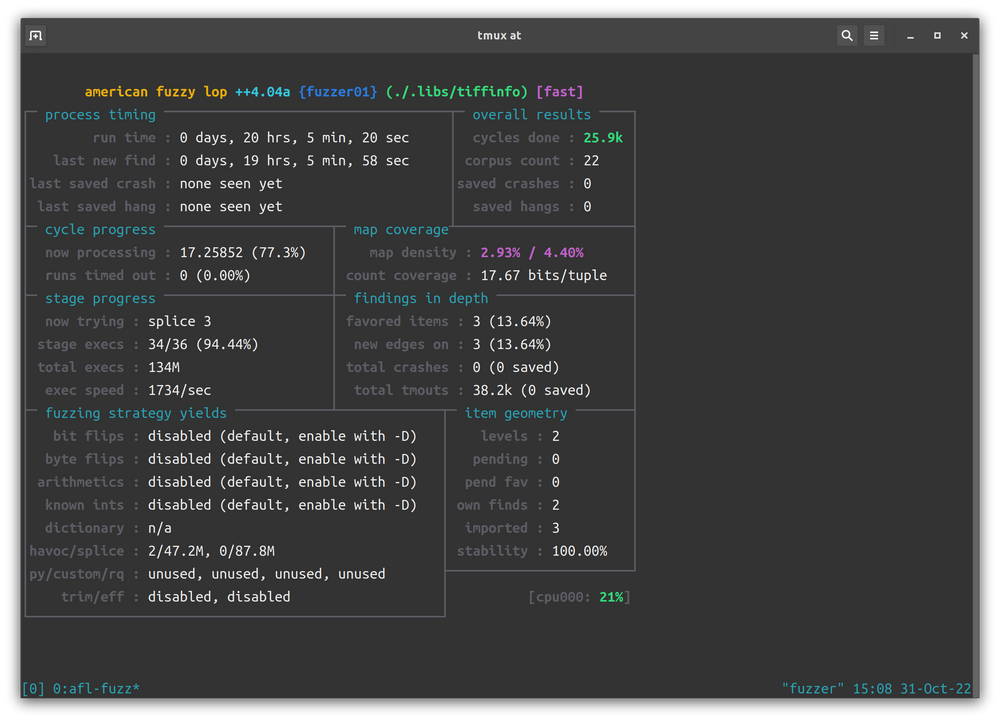 tmux at
american fuzzy lop ++4.04a {fuzzer01} (./.libs/tiffinfo) [fast]
process timing overall results
run time : 0 days, 20 hrs, 5 min, 20 sec cycles done : 25.9k
last new find : 0 days, 19 hrs, 5 min, 58 sec corpus count : 22
last saved crash : none seen yet saved crashes : 0
last saved hang : none seen yet saved hangs : 0
cycle progress map coverage
now processing : 17.25852 (77.3%) map density : 2.93% / 4.40%
runs timed out : 0 (0.00%) count coverage : 17.67 bits/tuple
stage progress findings in depth
now trying : splice 3 favored items : 3 (13.64%)
stage execs : 34/36 (94.44%) new edges on : 3 (13.64%)
total execs : 134M total crashes : 0 (0 saved)
exec speed : 1734/sec total tmouts : 38.2k (0 saved)
fuzzing strategy yields item geometry
bit flips : disabled (default, enable with -D) levels : 2
byte flips : disabled (default, enable with -D) pending : 0
arithmetics : disabled (default, enable with -D) pend fav : 0
known ints : disabled (default, enable with -D) own finds : 2
dictionary : n/a imported : 3
havoc/splice : 2/47.2M, 0/87.8M stability : 100.00%
py/custom/rq : unused, unused, unused, unused
trim/eff : disabled, disabled [cpu000: 21%]
[0] 0:afl-fuzz* "fuzzer" 15:08 31-Oct-22